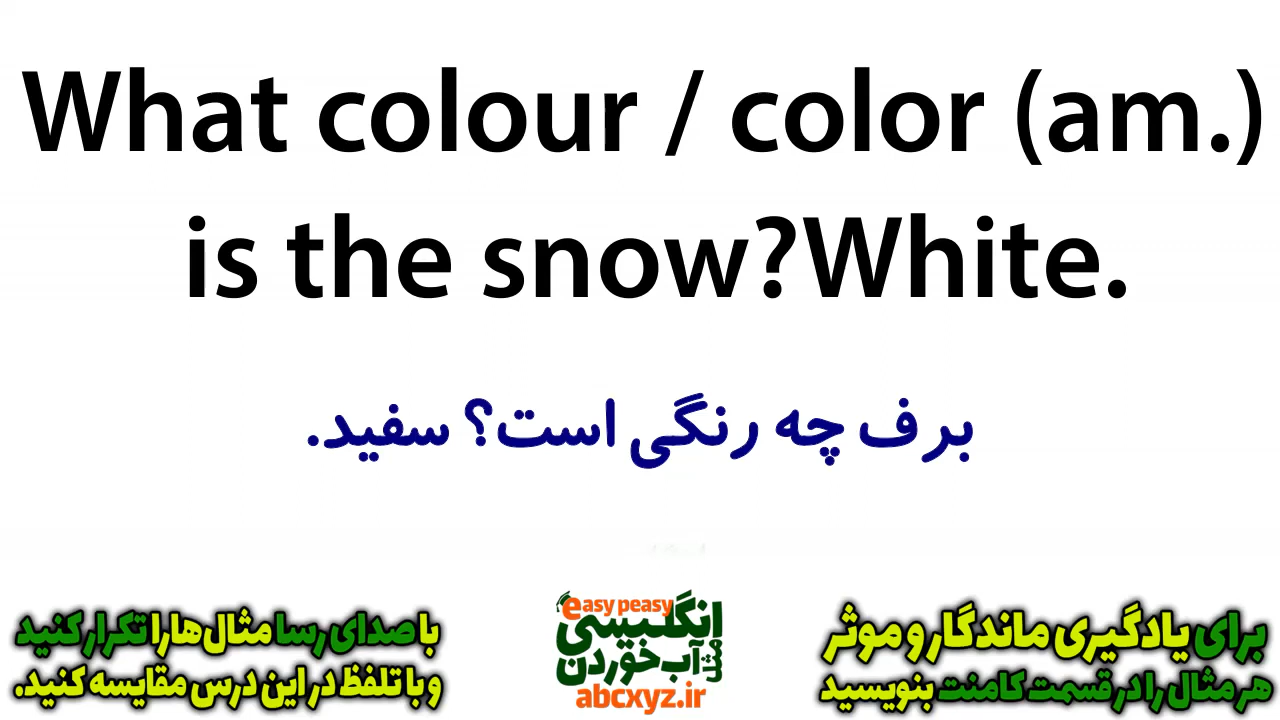 What colour / color (am.)
is the snow?White.
برف چه رنگی است؟ سفید.
برای یادگیری ماندگار و موثر
هر مثال را در قسمت کامنت بنویسید
easy peasy
انگلیسی
مثل آب خوردن
abcxyz.ir
با صدای رسا مثال‌ها را تکرار کنید
و با تلفظ در این درس مقایسه کنید.